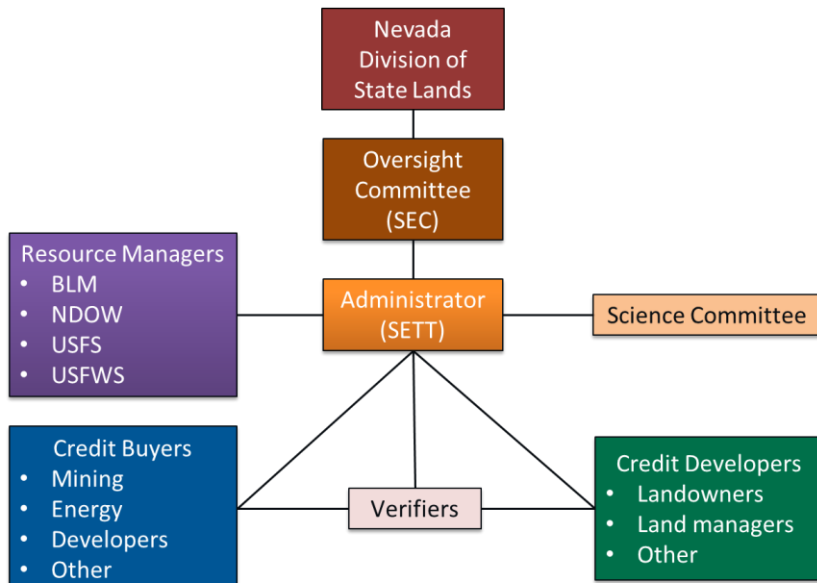 Nevada
Division of
State Lands
Oversight
Committee
(SEC)
Resource Managers
• BLM
• NDOW
• USFS
• USFWS
Administrator
(SETT)
Science Committee
Credit Buyers
• Mining
• Energy
• Developers
• Other
Verifiers
Credit Developers
• Landowners
• Land managers
• Other